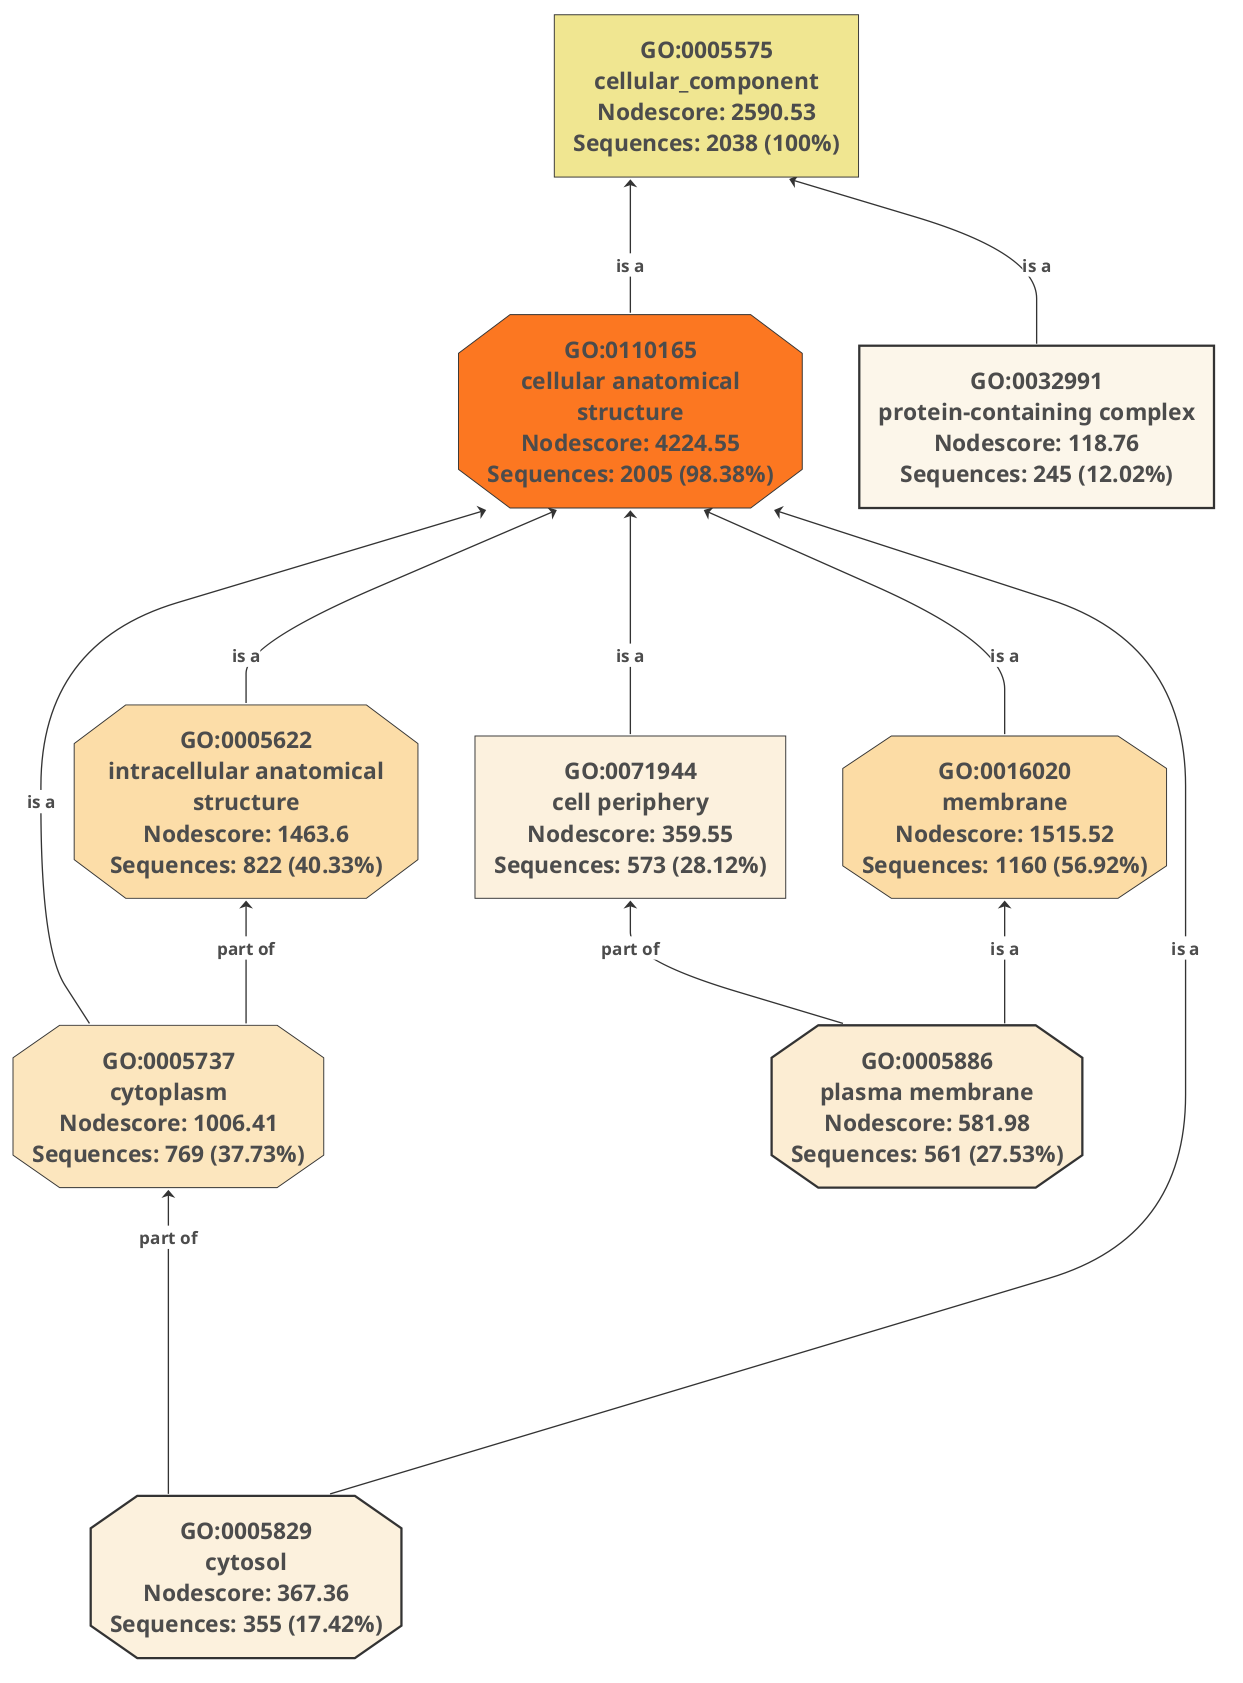 GO:0005575
cellular_component
Nodescore: 2590.53
Sequences: 2038 (100%)
is a
is a
GO:0110165
cellular anatomical
structure
Nodescore: 4224.55
Sequences: 2005 (98.38%)
GO:0032991
protein-containing complex
Nodescore: 118.76
Sequences: 245 (12.02%)
is a
is a
is a
is a
is a
GO:0005622
intracellular anatomical
structure
Nodescore: 1463.6
Sequences: 822 (40.33%)
GO:0071944
cell periphery
Nodescore: 359.55
Sequences: 573 (28.12%)
GO:0016020
membrane
Nodescore: 1515.52
Sequences: 1160 (56.92%)
part of
part of
is a
GO:0005737
cytoplasm
Nodescore: 1006.41
Sequences: 769 (37.73%)
GO:0005886
plasma membrane
Nodescore: 581.98
Sequences: 561 (27.53%)
part of
GO:0005829
cytosol
Nodescore: 367.36
Sequences: 355 (17.42%)